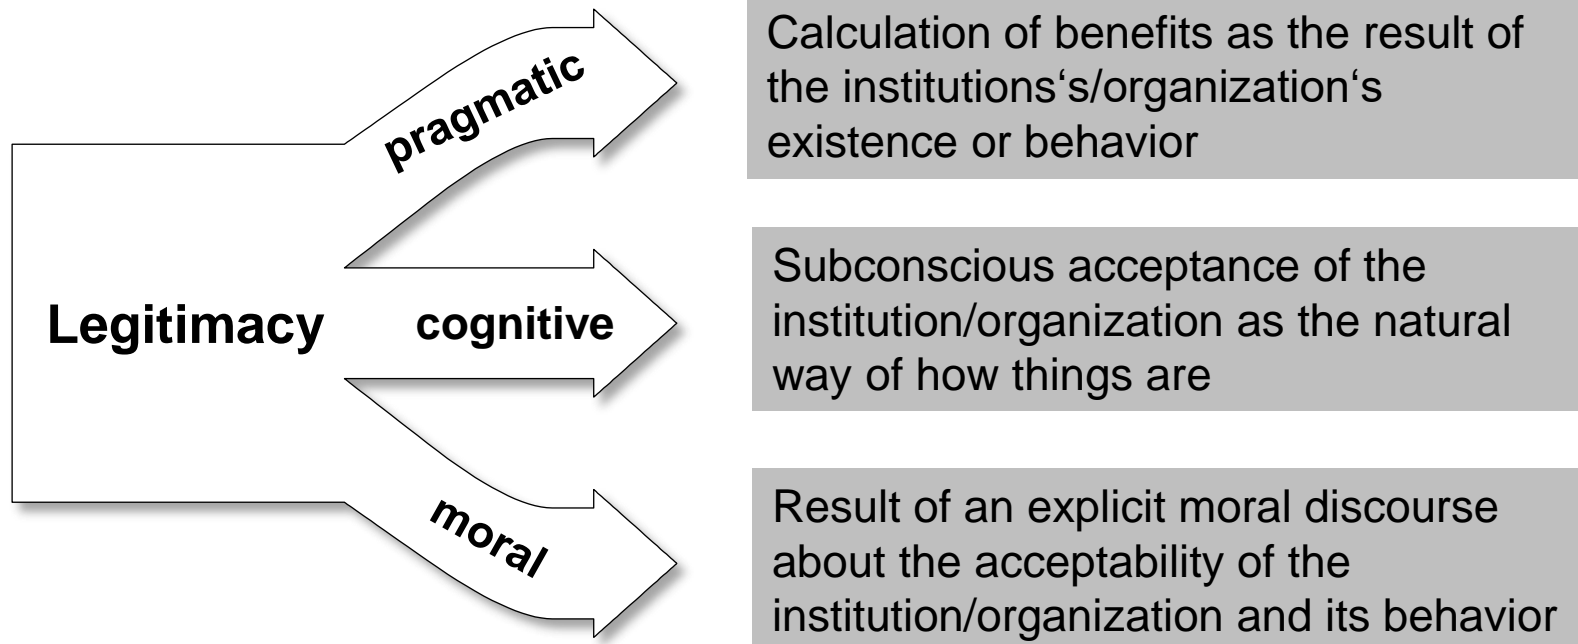 Legitimacy
pragmatic
Calculation of benefits as the result of
the institutions's/organization‘s
existence or behavior
cognitive
Subconscious acceptance of the
institution/organization as the natural
way of how things are
moral
Result of an explicit moral discourse
about the acceptability of the
institution/organization and its behavior